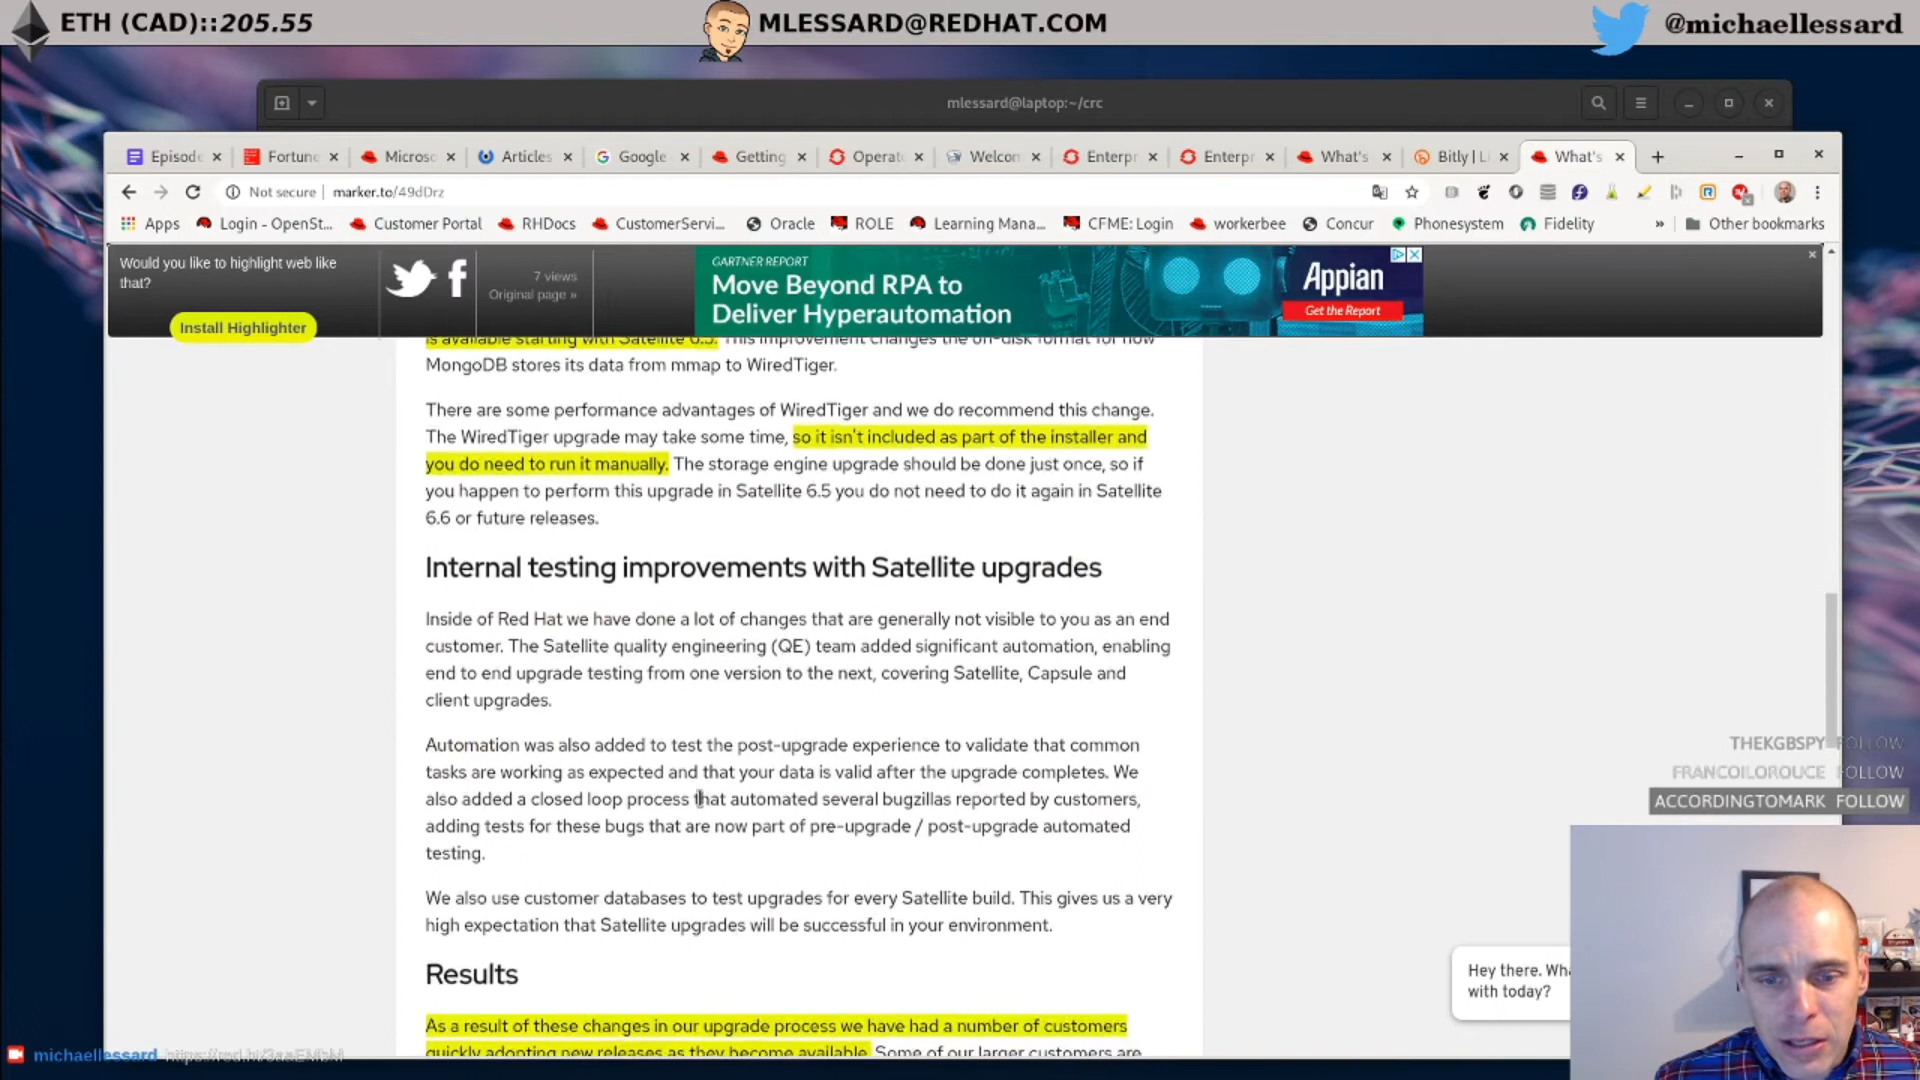 ETH (CAD)::205.55
MLESSARD@REDHAT.COM
@michaellessard
mlessard@laptop:~/crc
Episode
Fortune
Microsc
Articles
Google
Getting
Operat
Welcon
Enterpr
Enterpr
What's
Bitly | L
What's
Not secure | marker.to/49dDrz
Apps
Login - OpenSt...
Customer Portal
RHDocs
CustomerServi...
Oracle
ROLE
Learning Mana...
CFME: Login
workerbee
Concur
Phonesystem
Fidelity
»
Other bookmarks
Would you like to highlight web like
that?
Install Highlighter
7 views
Original page »
GARTNER REPORT
Move Beyond RPA to
Deliver Hyperautomation
Appian
Get the Report
is available starting with Satellite 6.5. This improvement changes the on-disk format for how
MongoDB stores its data from mmap to WiredTiger.
There are some performance advantages of WiredTiger and we do recommend this change.
The WiredTiger upgrade may take some time, so it isn't included as part of the installer and
you do need to run it manually. The storage engine upgrade should be done just once, so if
you happen to perform this upgrade in Satellite 6.5 you do not need to do it again in Satellite
6.6 or future releases.
Internal testing improvements with Satellite upgrades
Inside of Red Hat we have done a lot of changes that are generally not visible to you as an end
customer. The Satellite quality engineering (QE) team added significant automation, enabling
end to end upgrade testing from one version to the next, covering Satellite, Capsule and
client upgrades.
Automation was also added to test the post-upgrade experience to validate that common
tasks are working as expected and that your data is valid after the upgrade completes. We
also added a closed loop process that automated several bugzillas reported by customers,
adding tests for these bugs that are now part of pre-upgrade / post-upgrade automated
testing.
We also use customer databases to test upgrades for every Satellite build. This gives us a very
high expectation that Satellite upgrades will be successful in your environment.
Results
As a result of these changes in our upgrade process we have had a number of customers
quickly adopting new releases as they become available. Some of our larger customers are
THEKGBSPY FOLLOW
FRANCOILOROUCE FOLLOW
ACCORDINGTOMARK FOLLOW
Hey there. Wha
with today?
michaellessard